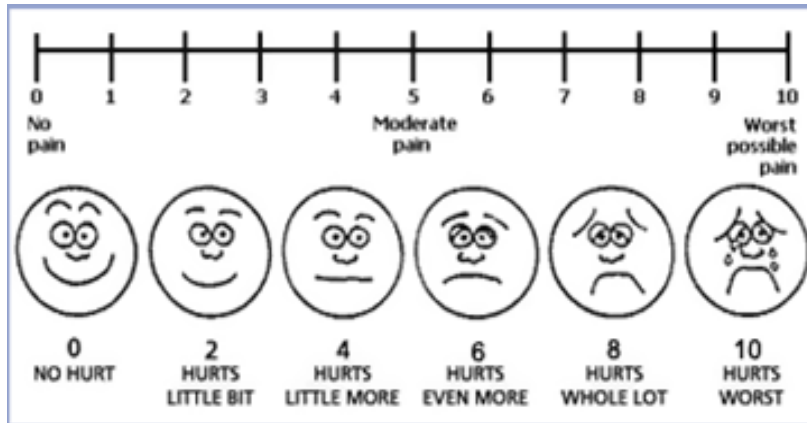 0 1 2 3 4 5 6 7 8 9 10
No pain
Moderate pain
Worst possible pain
0 2 4 6 8 10
NO HURT
HURTS LITTLE BIT
HURTS LITTLE MORE
HURTS EVEN MORE
HURTS WHOLE LOT
HURTS WORST